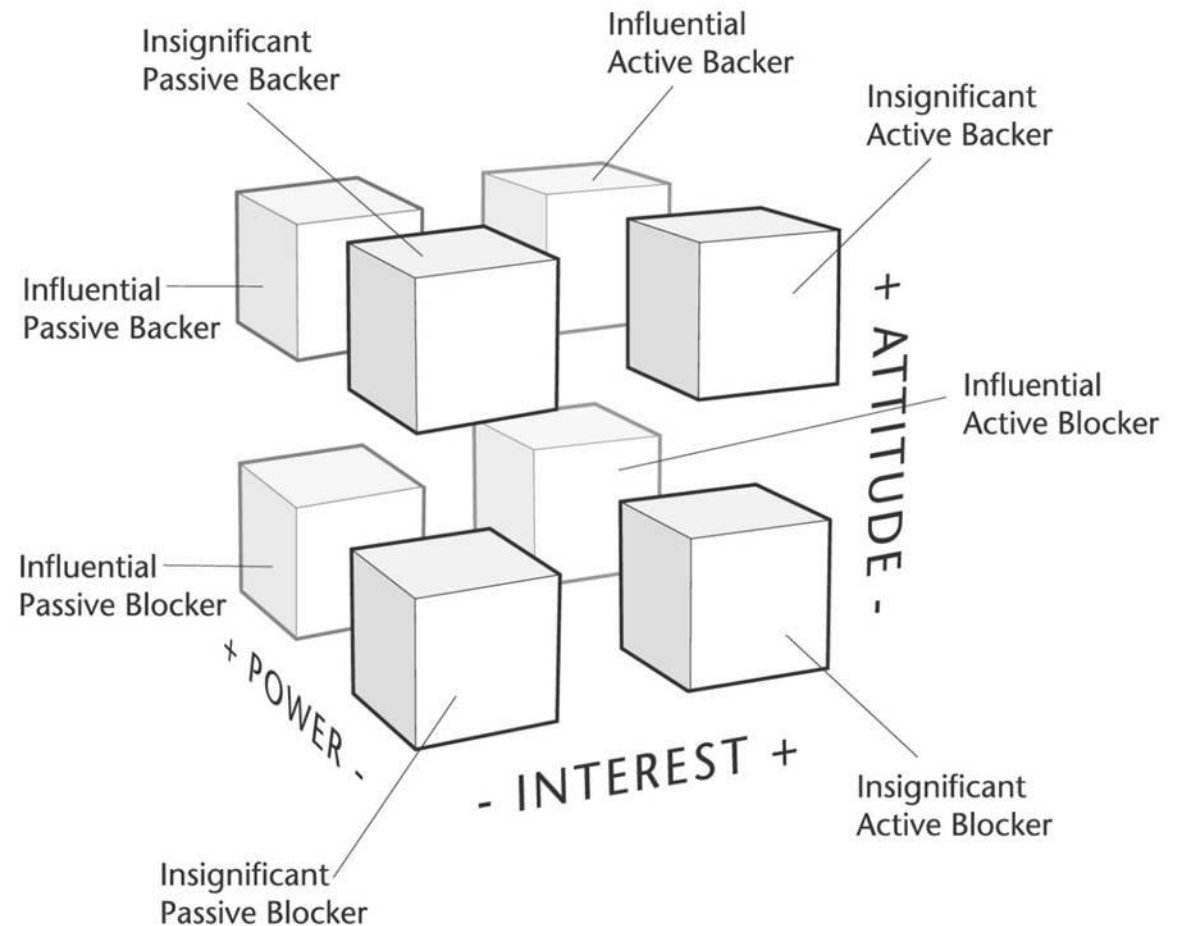 Insignificant
Passive Backer
Influential
Active Backer
Insignificant
Active Backer
Influential
Passive Backer
+ ATTITUDE -
Influential
Active Blocker
Influential
Passive Blocker
+ POWER -
- INTEREST +
Insignificant
Active Blocker
Insignificant
Passive Blocker